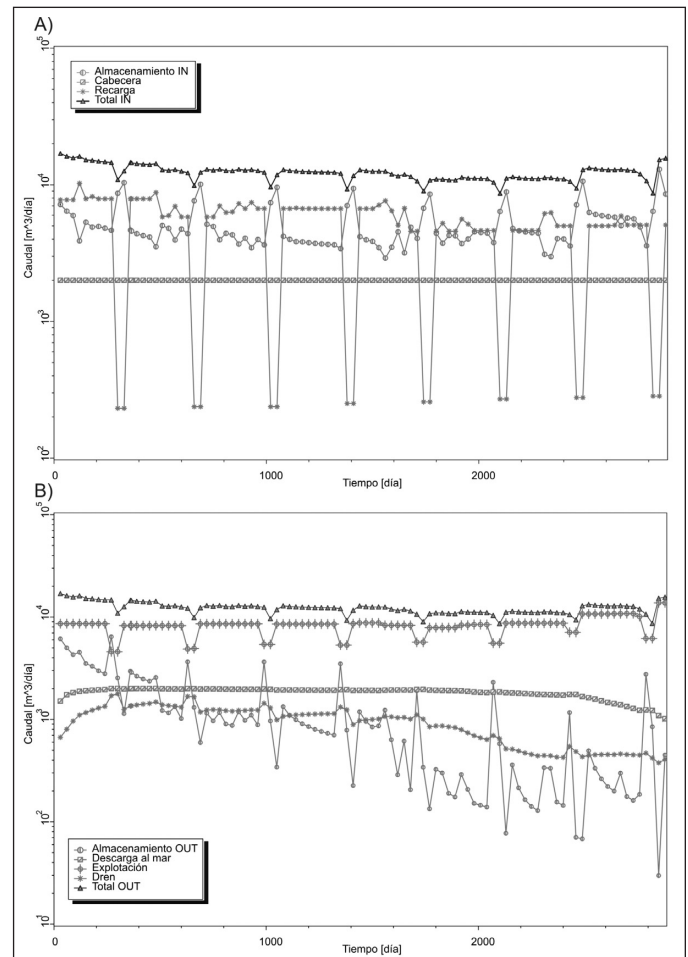 A)
10^5
Almacenamiento IN
Cabecera
Recarga
Total IN
10^4
Caudal [m^3/día]
10^3
10^2
0 1000 2000
Tiempo [día]
B)
10^5
10^4
Caudal [m^3/día]
10^3
10^2
Almacenamiento OUT
Descarga al mar
Explotación
Dren
Total OUT
10^1
0 1000 2000
Tiempo [día]